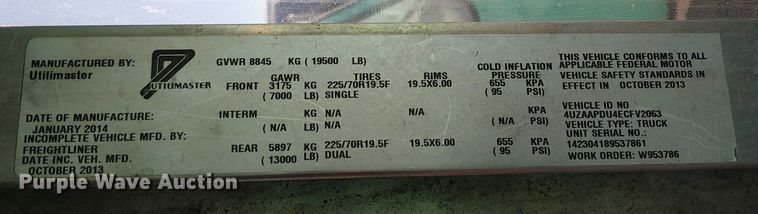 MANUFACTURED BY:
Utilimaster
UTILIMASTER
DATE OF MANUFACTURE:
JANUARY 2014
INCOMPLETE VEHICLE MFD. BY:
FREIGHTLINER
DATE INC. VEH. MFD.
OCTOBER 2013
GVWR 8845 KG ( 19500 LB)
GAWR TIRES RIMS COLD INFLATION PRESSURE
FRONT 3175 KG 225/70R19.5F 19.5X6.00 655 KPA
( 7000 LB) SINGLE ( 95 PSI)
INTERM KG N/A N/A KPA
( N/A LB) N/A ( N/A PSI)
REAR 5897 KG 225/70R19.5F 19.5X6.00 655 KPA
( 13000 LB) DUAL ( 95 PSI)
THIS VEHICLE CONFORMS TO ALL
APPLICABLE FEDERAL MOTOR
VEHICLE SAFETY STANDARDS IN
EFFECT IN OCTOBER 2013
VEHICLE ID NO
4UZAAPDU4ECFV2063
VEHICLE TYPE: TRUCK
UNIT SERIAL NO:
142304189537861
WORK ORDER: W953786
Purple Wave Auction